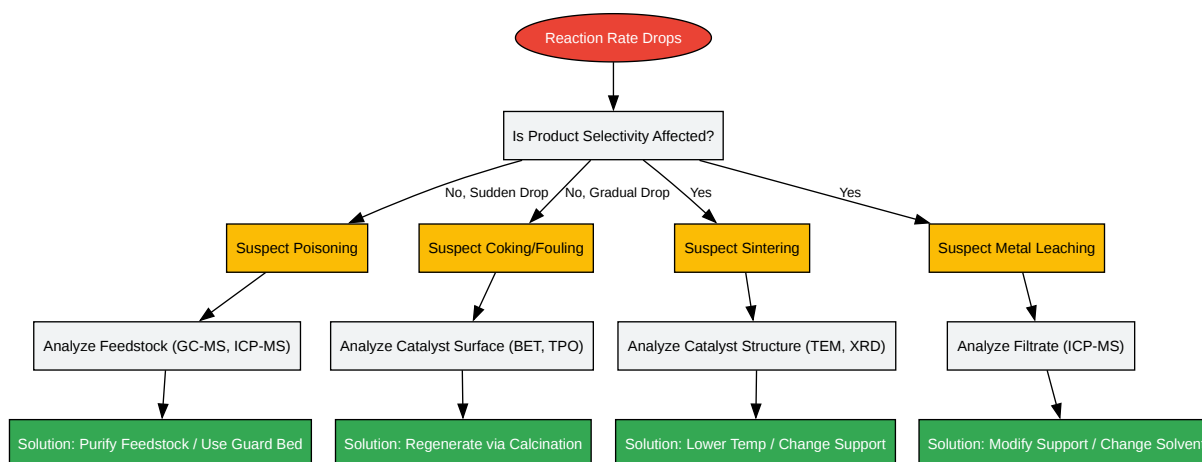 Reaction Rate Drops
Is Product Selectivity Affected?
No, Sudden Drop
No, Gradual Drop
Yes
Yes
Suspect Poisoning
Suspect Coking/Fouling
Suspect Sintering
Suspect Metal Leaching
Analyze Feedstock (GC-MS, ICP-MS)
Analyze Catalyst Surface (BET, TPO)
Analyze Catalyst Structure (TEM, XRD)
Analyze Filtrate (ICP-MS)
Solution: Purify Feedstock / Use Guard Bed
Solution: Regenerate via Calcination
Solution: Lower Temp / Change Support
Solution: Modify Support / Change Solvent